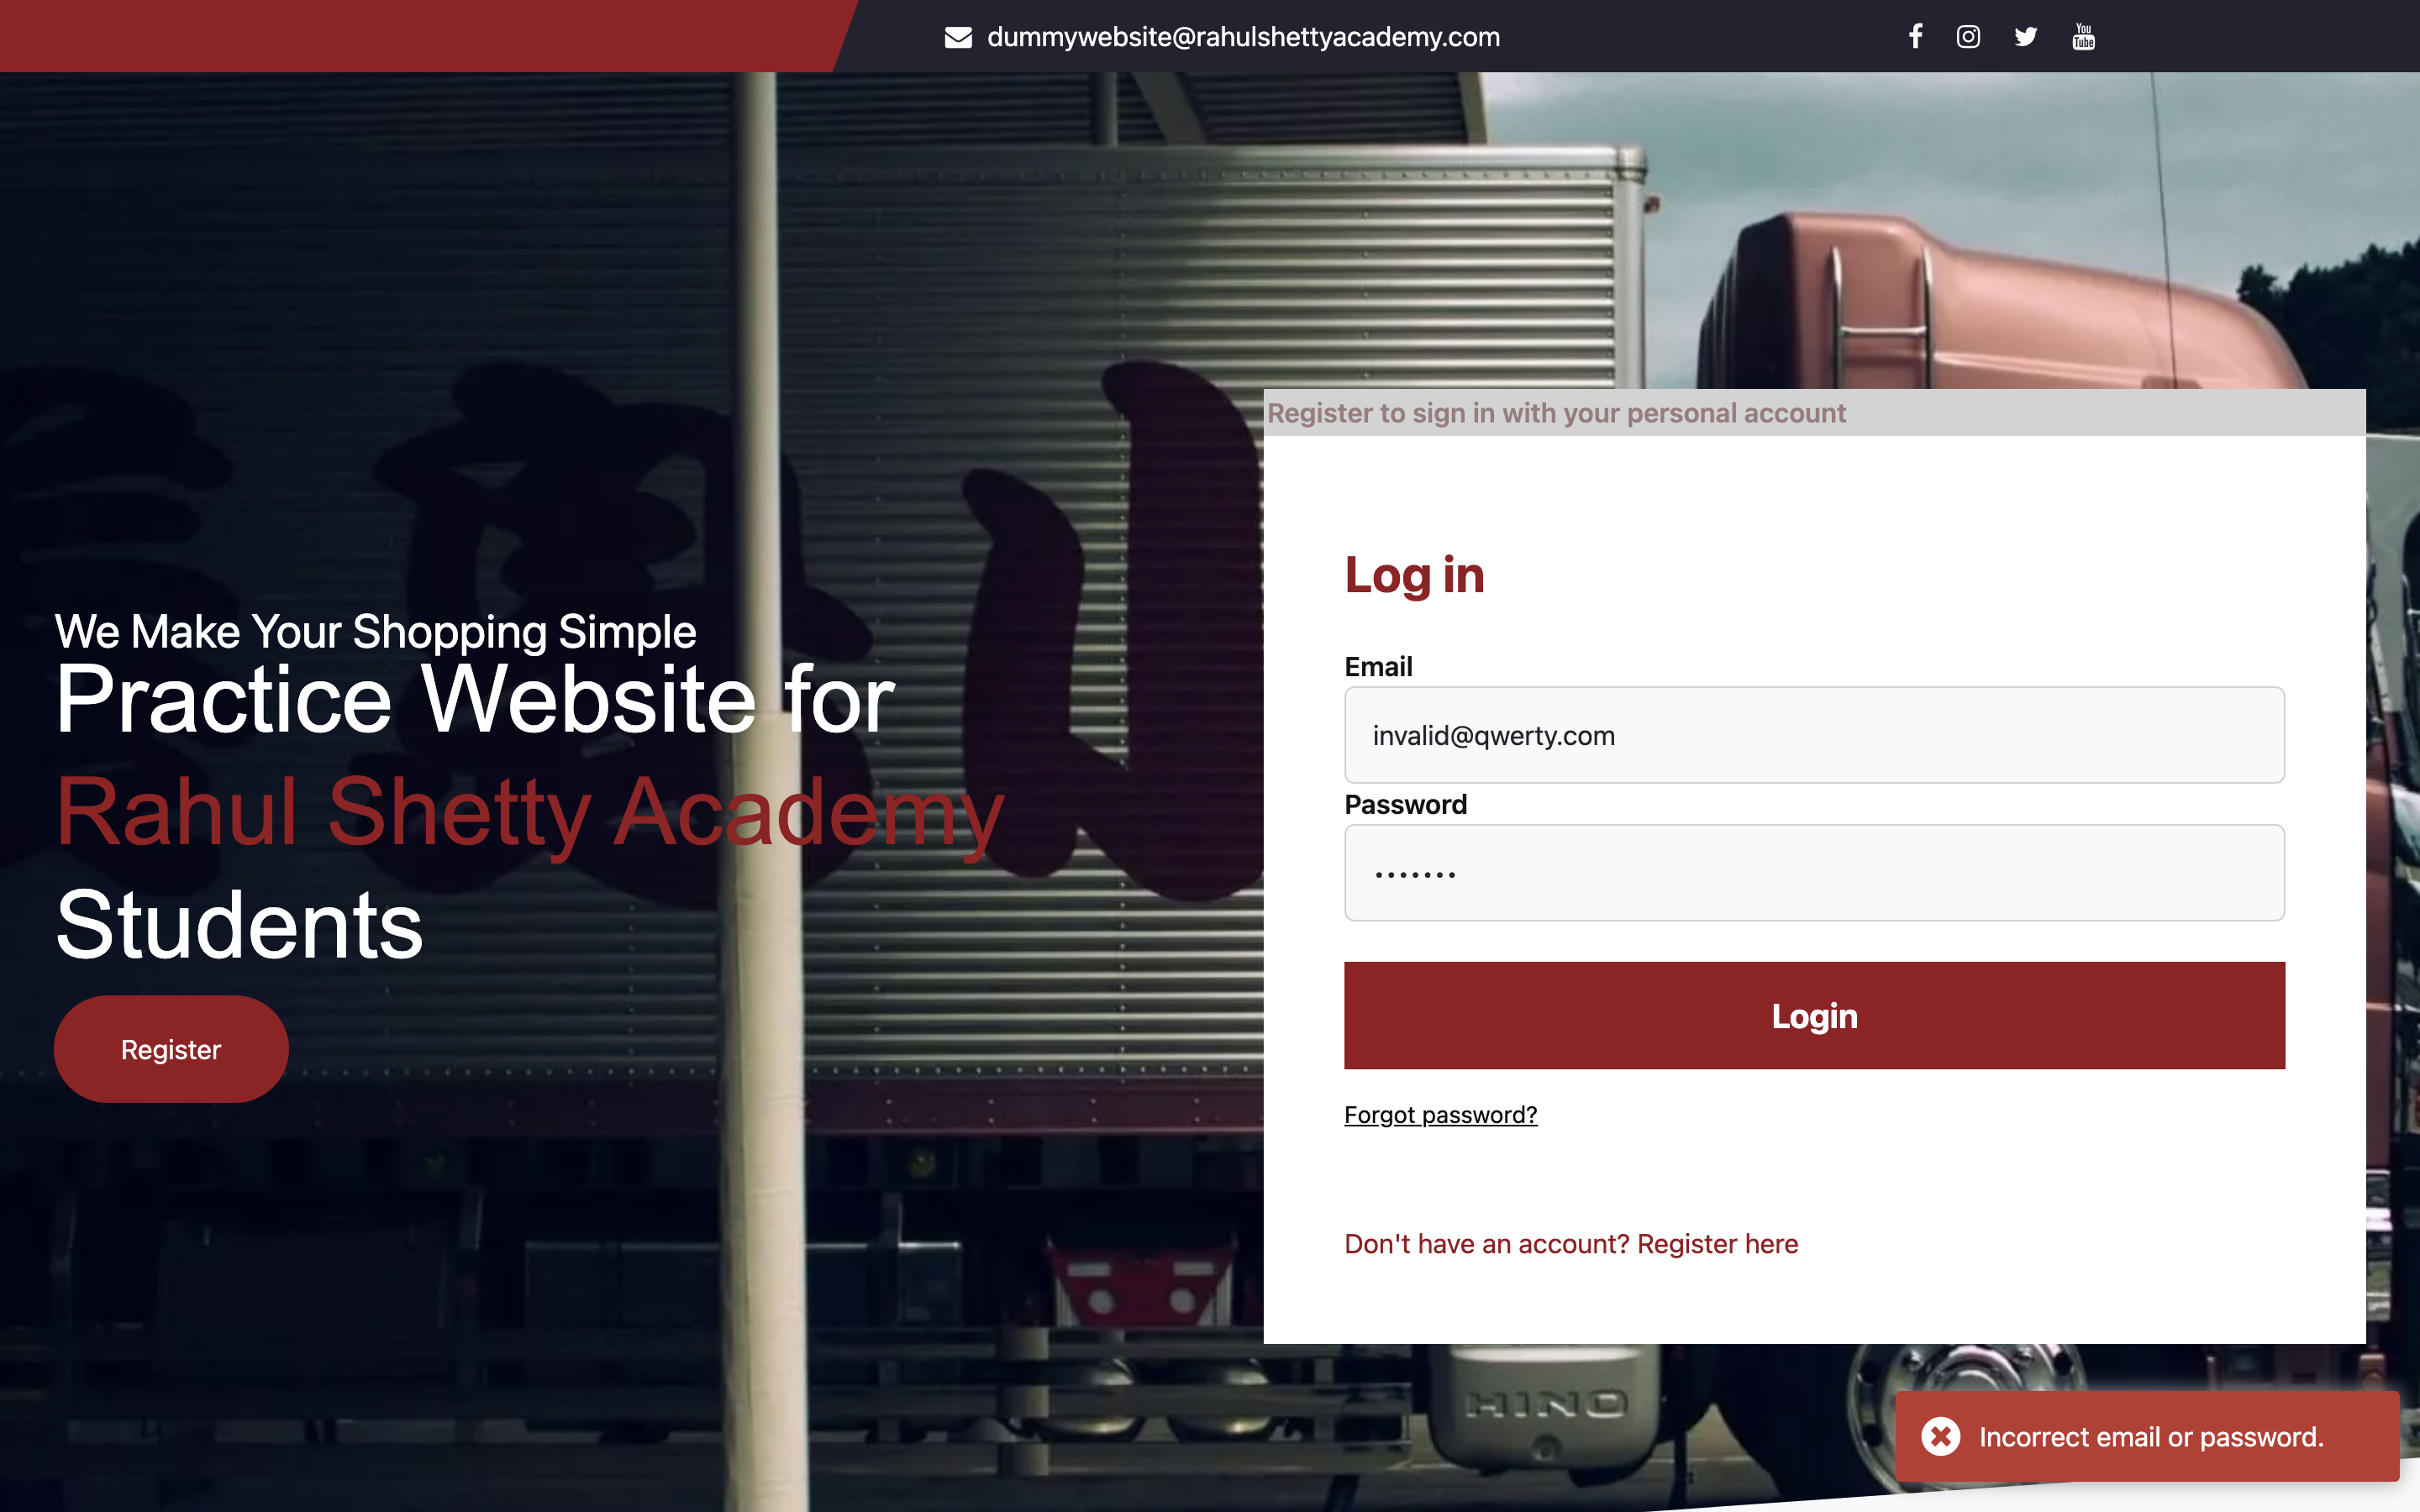 dummywebsite@rahulshettyacademy.com
You
Tube
Register to sign in with your personal account
We Make Your Shopping Simple
Practice Website for
Rahul Shetty Academy
Students
Register
Log in
Email
invalid@qwerty.com
Password
•••••••
Login
Forgot password?
Don't have an account? Register here
HINO
Incorrect email or password.